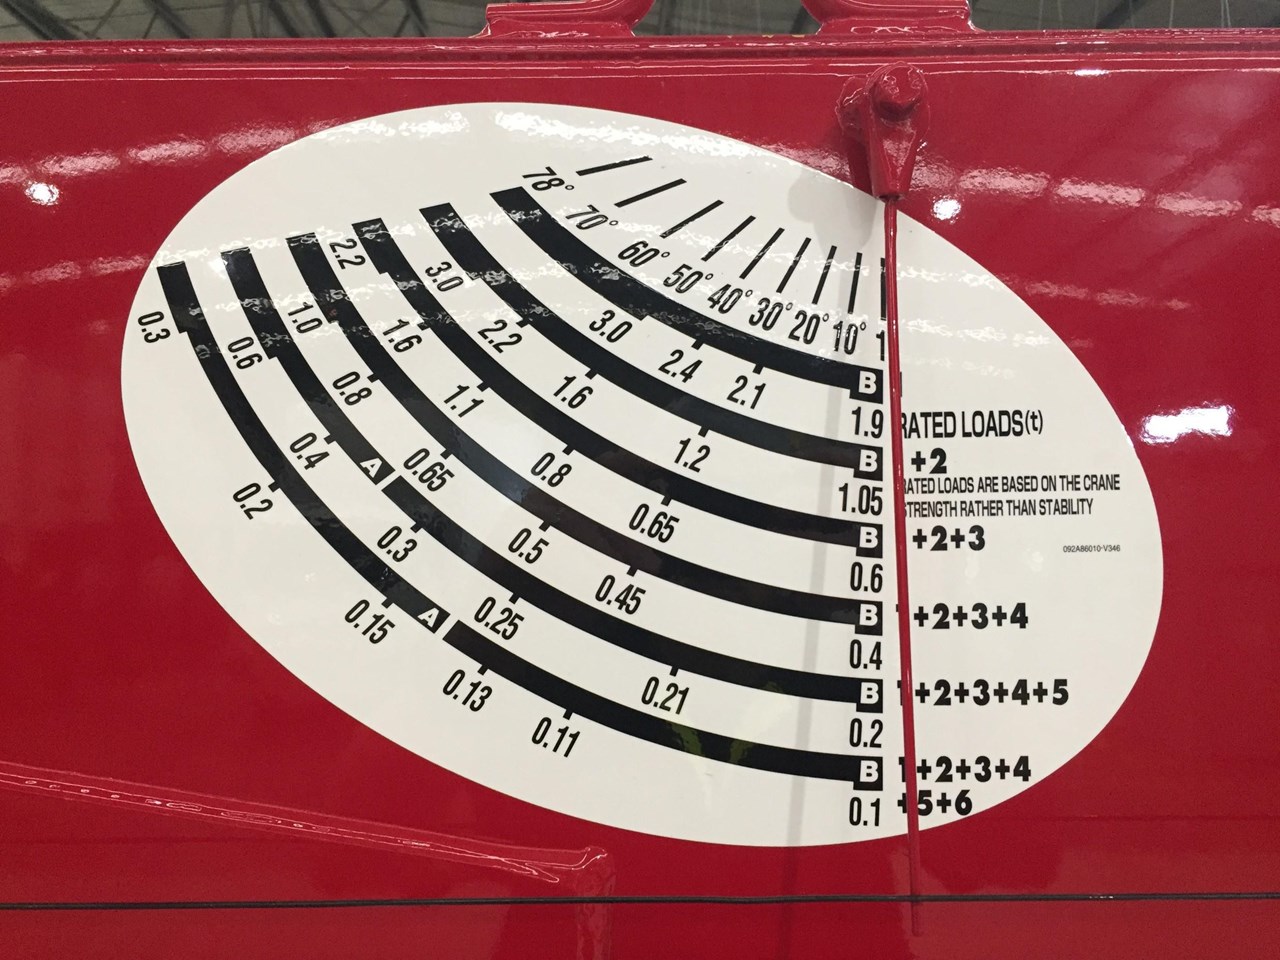 78° 70° 60° 50° 40° 30° 20° 10° 1
3.0 2.4 2.1 1.9 B
RATED LOADS(t)
3.0 2.2 1.6 1.2 1.05 B +2
RATED LOADS ARE BASED ON THE CRANE
STRENGTH RATHER THAN STABILITY
2.2 1.6 1.1 0.8 0.65 0.6 B +2+3
092A86010-V346
1.0 0.8 0.65 0.5 0.45 0.4 B 1+2+3+4
0.6 0.4 A 0.3 0.25 0.21 0.2 B 1+2+3+4+5
0.3 0.2 0.15 A 0.13 0.11 0.1 B 1+2+3+4
+5+6